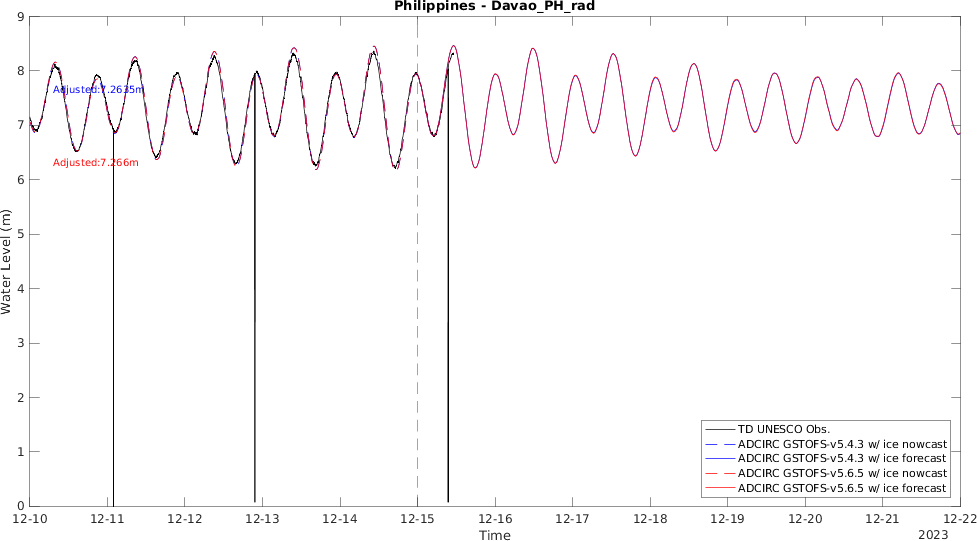 Philippines - Davao_PH_rad
9
8
7
6
5
4
3
2
1
0
Water Level (m)
Adjusted:7.2635m
Adjusted:7.266m
TD UNESCO Obs.
ADCIRC GSTOFS-v5.4.3 w/ ice nowcast
ADCIRC GSTOFS-v5.4.3 w/ ice forecast
ADCIRC GSTOFS-v5.6.5 w/ ice nowcast
ADCIRC GSTOFS-v5.6.5 w/ ice forecast
12-10 12-11 12-12 12-13 12-14 12-15 12-16 12-17 12-18 12-19 12-20 12-21 12-22
Time
2023